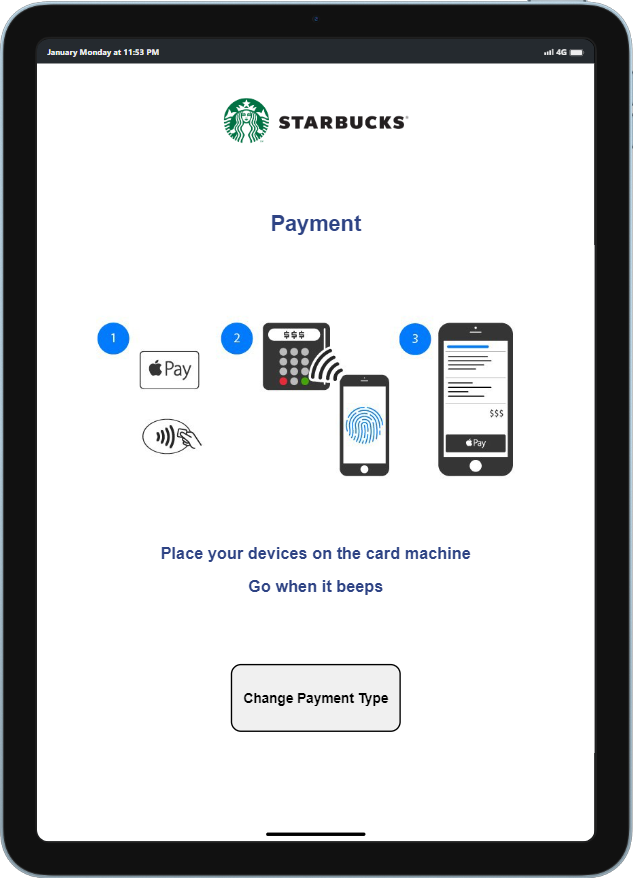 January Monday at 11:53 PM
4G
STARBUCKS®
Payment
1
2
3
Pay
$$$
$$$
Pay
Place your devices on the card machine
Go when it beeps
Change Payment Type